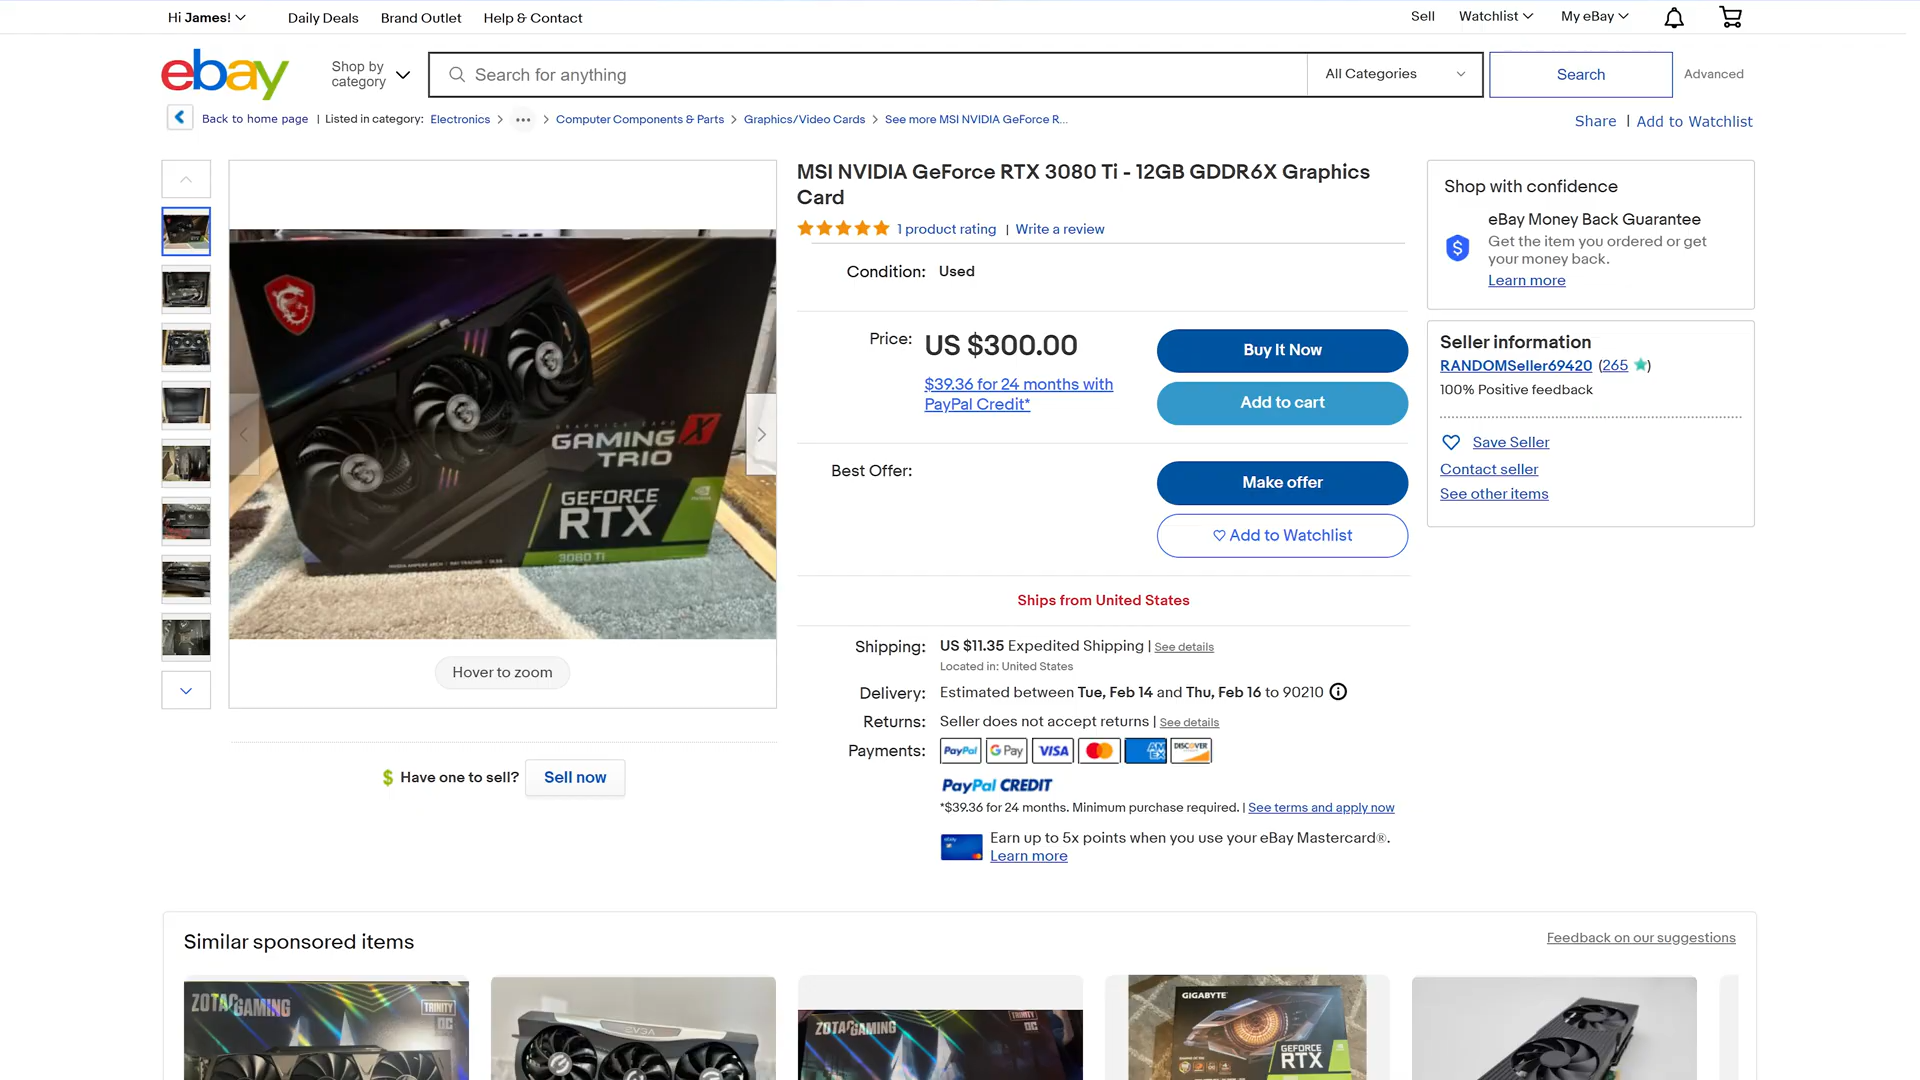 Hi James!
Daily Deals
Brand Outlet
Help & Contact
Sell
Watchlist
My eBay
ebay
Shop by
category
Search for anything
All Categories
Search
Advanced
Back to home page
| Listed in category:
Electronics
Computer Components & Parts
Graphics/Video Cards
See more MSI NVIDIA GeForce R...
Share | Add to Watchlist
MSI NVIDIA GeForce RTX 3080 Ti - 12GB GDDR6X Graphics
Card
1 product rating | Write a review
Condition: Used
Price: US $300.00
$39.36 for 24 months with
PayPal Credit*
Buy It Now
Add to cart
Best Offer:
Make offer
Add to Watchlist
Ships from United States
Shipping: US $11.35 Expedited Shipping | See details
Located in: United States
Delivery: Estimated between Tue, Feb 14 and Thu, Feb 16 to 90210
Returns: Seller does not accept returns | See details
Payments: PayPal G Pay VISA AMEX DISCOVER
PayPal CREDIT
*$39.36 for 24 months. Minimum purchase required. | See terms and apply now
ebay
Earn up to 5x points when you use your eBay Mastercard®.
Learn more
Shop with confidence
eBay Money Back Guarantee
Get the item you ordered or get
your money back.
Learn more
Seller information
RANDOMSeller69420 (265)
100% Positive feedback
Save Seller
Contact seller
See other items
GRAPHICS CARD
GAMING X
TRIO
GEFORCE
RTX
3080 Ti
Hover to zoom
Have one to sell?
Sell now
Similar sponsored items
Feedback on our suggestions
ZOTAC GAMING
TRINITY
OC
EVGA
ZOTAC GAMING
TRINITY
OC
GIGABYTE
GEFORCE
RTX